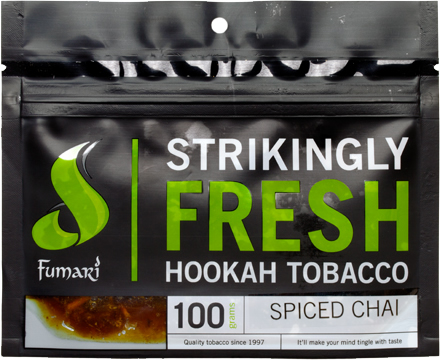 STRIKINGLY
FRESH
HOOKAH TOBACCO
Fumari
100 grams
SPICED CHAI
Quality tobacco since 1997
It'll make your mind tingle with taste